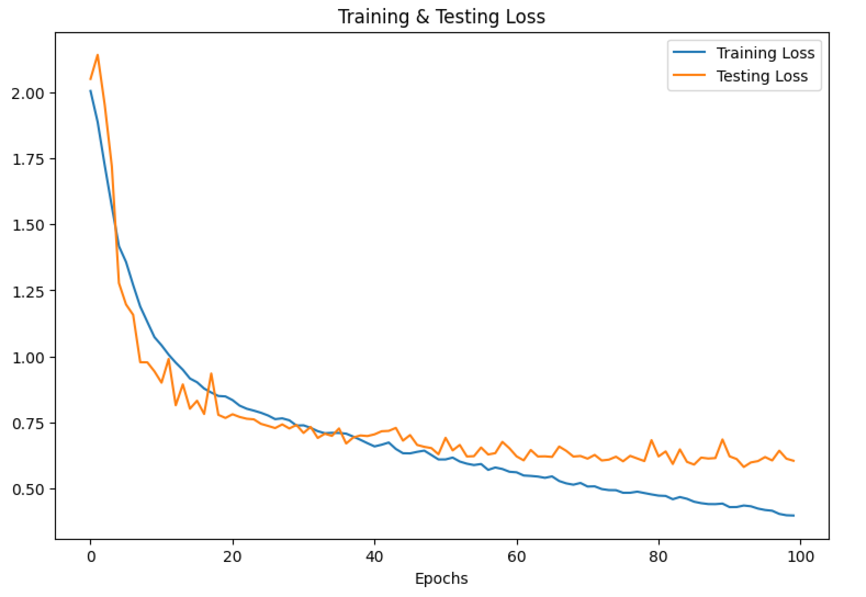 Training & Testing Loss
Training Loss
Testing Loss
2.00
1.75
1.50
1.25
1.00
0.75
0.50
0 20 40 60 80 100
Epochs